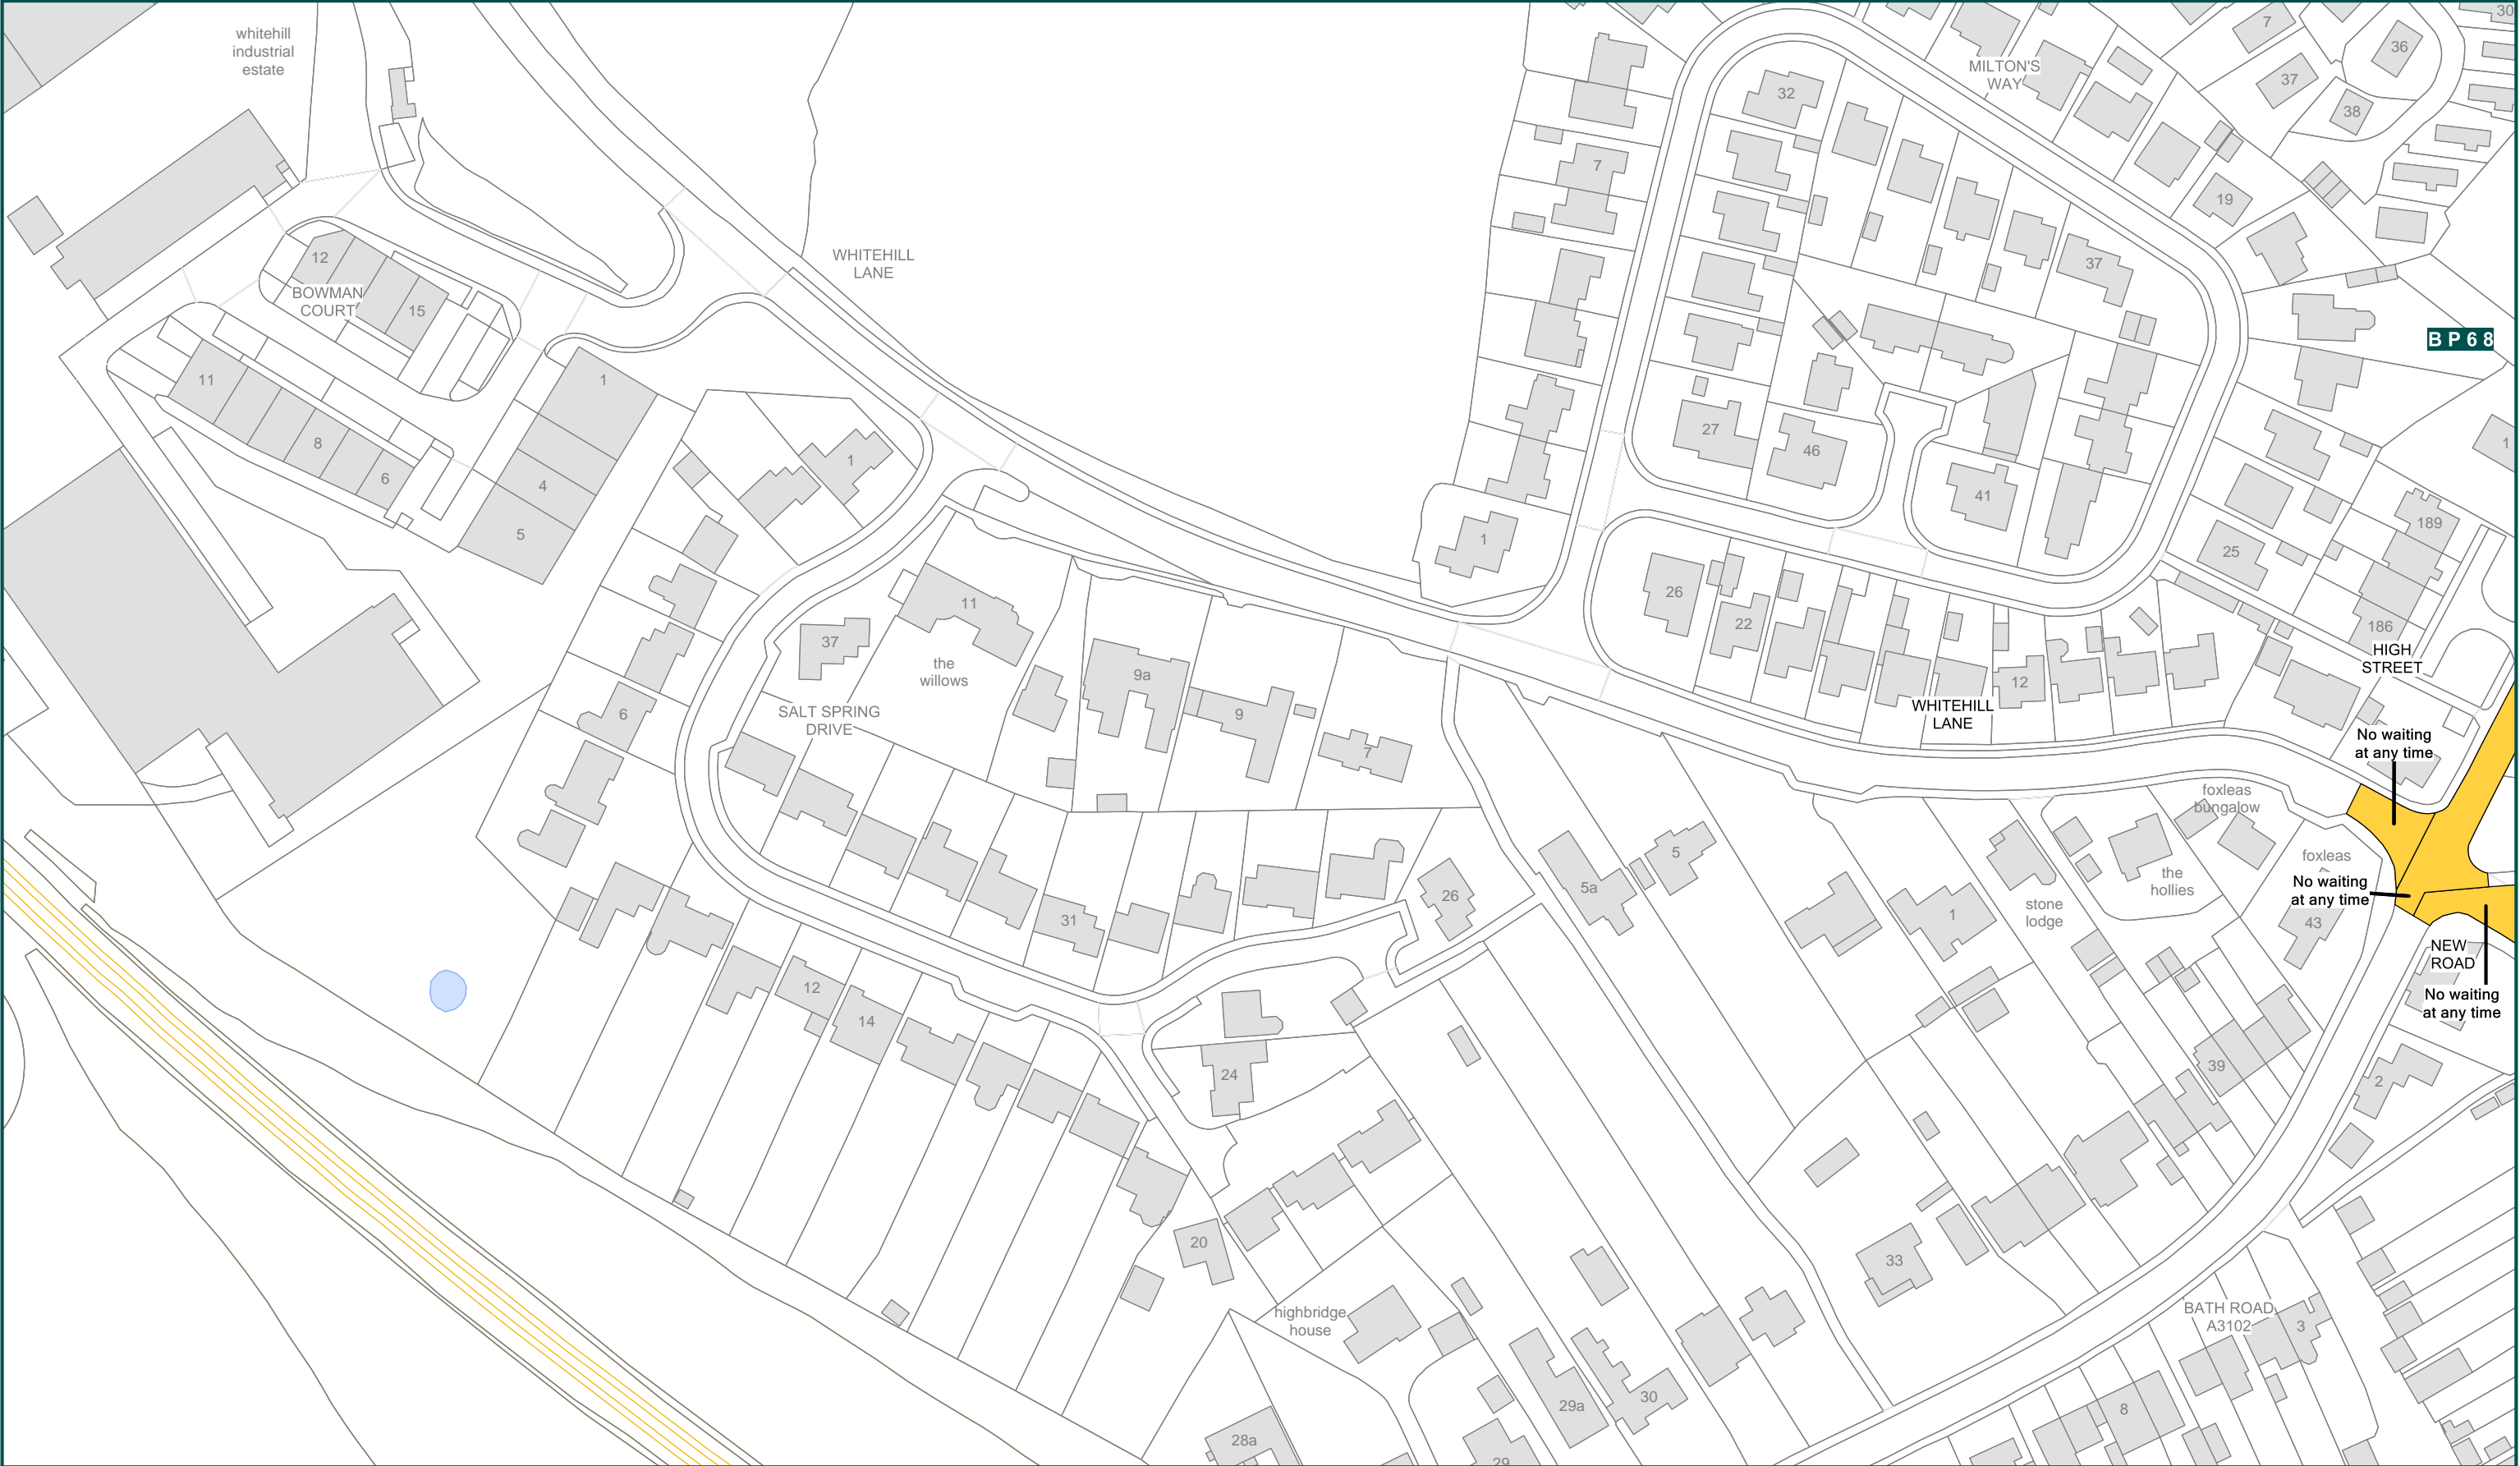 whitehill
industrial
estate
MILTON'S
WAY
7
36
30
37
38
32
7
19
WHITEHILL
LANE
12
BOWMAN
COURT
15
37
B P 6 8
11
1
8
6
4
5
1
27
46
41
1
189
25
186
1
26
22
12
HIGH
STREET
WHITEHILL
LANE
No waiting
at any time
11
37
the
willows
9a
9
7
SALT SPRING
DRIVE
6
foxleas
bungalow
foxleas
No waiting
at any time
43
the
hollies
stone
lodge
5
5a
1
26
31
NEW
ROAD
No waiting
at any time
12
14
24
39
2
20
33
highbridge
house
BATH ROAD
A3102
3
8
30
29a
28a
29